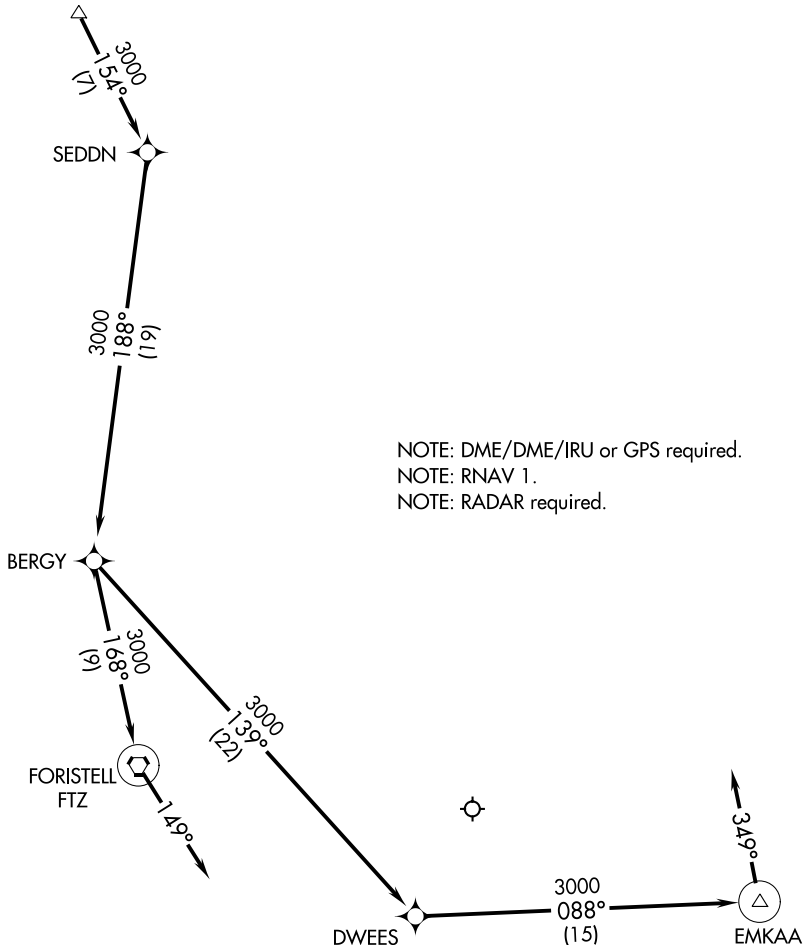 3000
154°
(7)
SEDDN
3000
188°
(19)
NOTE: DME/DME/IRU or GPS required.
NOTE: RNAV 1.
NOTE: RADAR required.
BERGY
3000
168°
(9)
3000
139°
(22)
FORISTELL
FTZ
149°
349°
3000
088°
(15)
DWEES
EMKAA